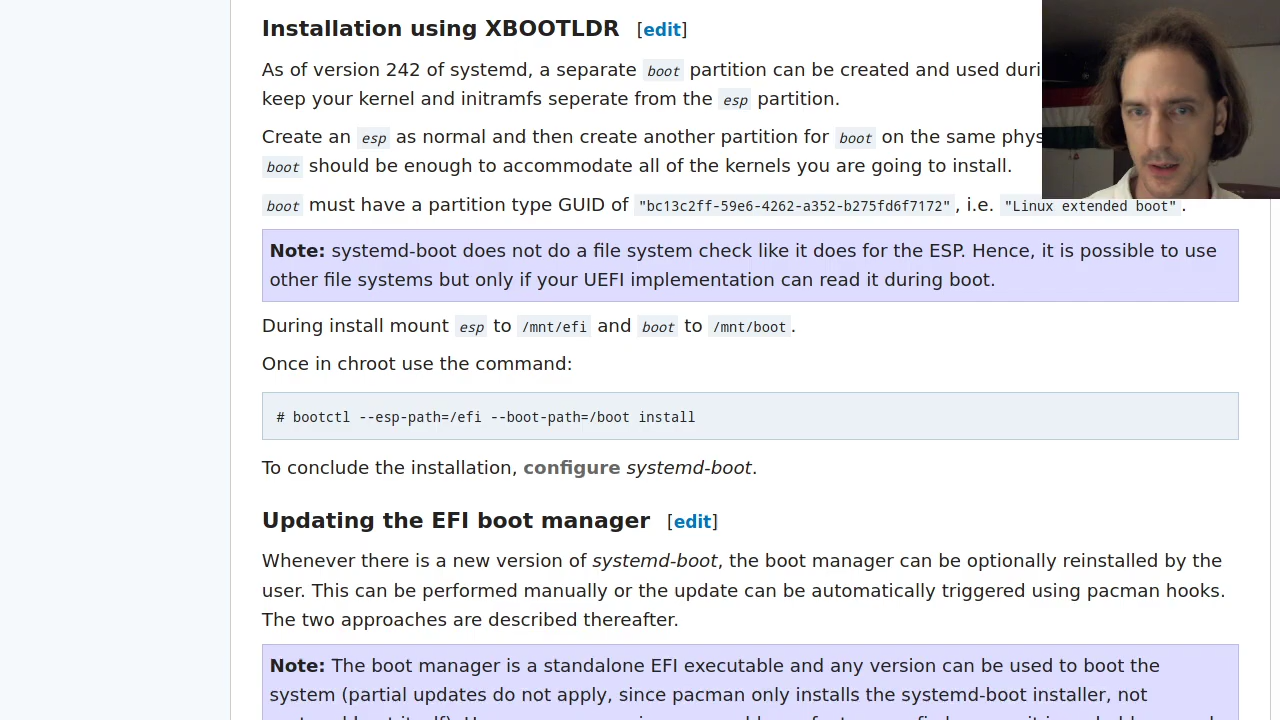 Installation using XBOOTLDR [edit]
As of version 242 of systemd, a separate boot partition can be created and used
keep your kernel and initramfs seperate from the esp partition.
Create an esp as normal and then create another partition for boot on the same
boot should be enough to accommodate all of the kernels you are going to install.
boot must have a partition type GUID of "bc13c2ff-59e6-4262-a352-b275fd6f7172", i.e. "Linux extended boot".
Note: systemd-boot does not do a file system check like it does for the ESP. Hence, it is possible to use
other file systems but only if your UEFI implementation can read it during boot.
During install mount esp to /mnt/efi and boot to /mnt/boot.
Once in chroot use the command:
# bootctl --esp-path=/efi --boot-path=/boot install
To conclude the installation, configure systemd-boot.
Updating the EFI boot manager [edit]
Whenever there is a new version of systemd-boot, the boot manager can be optionally reinstalled by the
user. This can be performed manually or the update can be automatically triggered using pacman hooks.
The two approaches are described thereafter.
Note: The boot manager is a standalone EFI executable and any version can be used to boot the
system (partial updates do not apply, since pacman only installs the systemd-boot installer, not